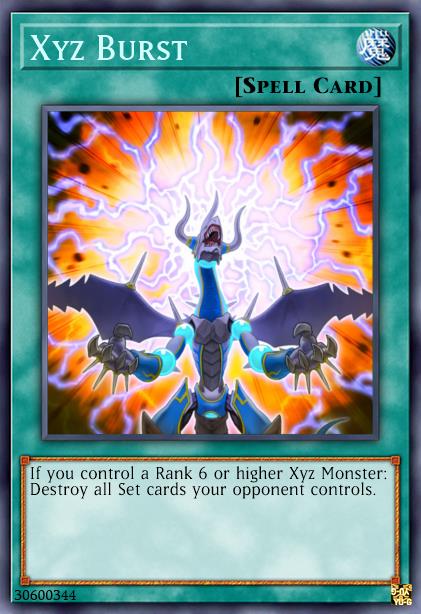 Xyz Burst
魔
[Spell Card]
If you control a Rank 6 or higher Xyz Monster:
Destroy all Set cards your opponent controls.
30600344